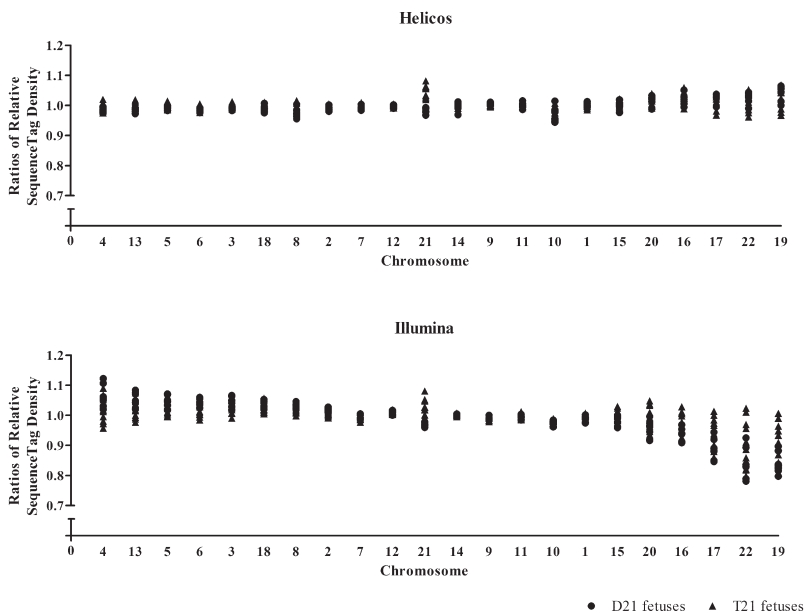 Helicos
Ratios of Relative
SequenceTag Density
1.2
1.1
1.0
0.9
0.8
0.7
0 4 13 5 6 3 18 8 2 7 12 21 14 9 11 10 1 15 20 16 17 22 19
Chromosome
Illumina
Ratios of Relative
SequenceTag Density
1.2
1.1
1.0
0.9
0.8
0.7
0 4 13 5 6 3 18 8 2 7 12 21 14 9 11 10 1 15 20 16 17 22 19
Chromosome
D21 fetuses T21 fetuses